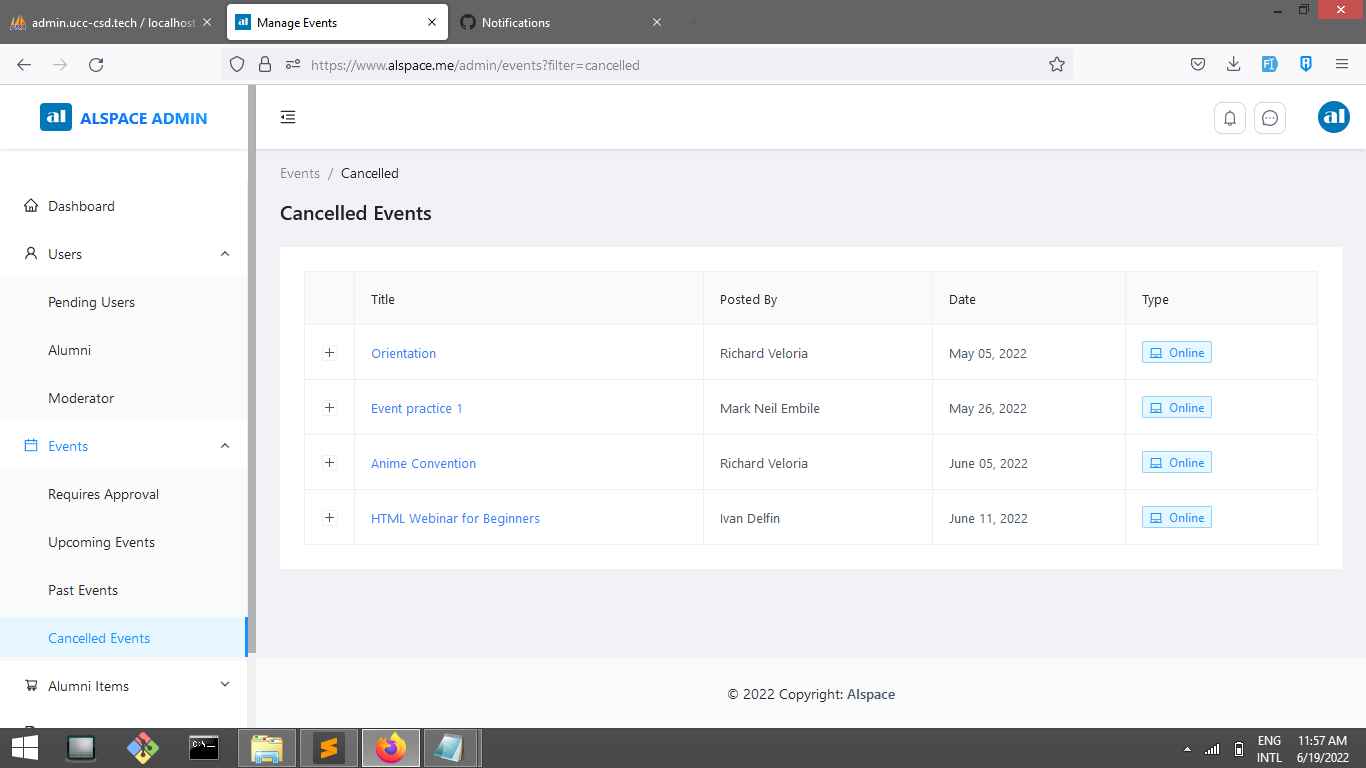 admin.ucc-csd.tech / localhost
Manage Events
Notifications
https://www.alspace.me/admin/events?filter=cancelled
al ALSPACE ADMIN
al
Dashboard
Users
Pending Users
Alumni
Moderator
Events
Requires Approval
Upcoming Events
Past Events
Cancelled Events
Alumni Items
Events / Cancelled
Cancelled Events
Title Posted By Date Type
Orientation Richard Veloria May 05, 2022 Online
Event practice 1 Mark Neil Embile May 26, 2022 Online
Anime Convention Richard Veloria June 05, 2022 Online
HTML Webinar for Beginners Ivan Delfin June 11, 2022 Online
© 2022 Copyright: Alspace
ENG 11:57 AM
INTL 6/19/2022